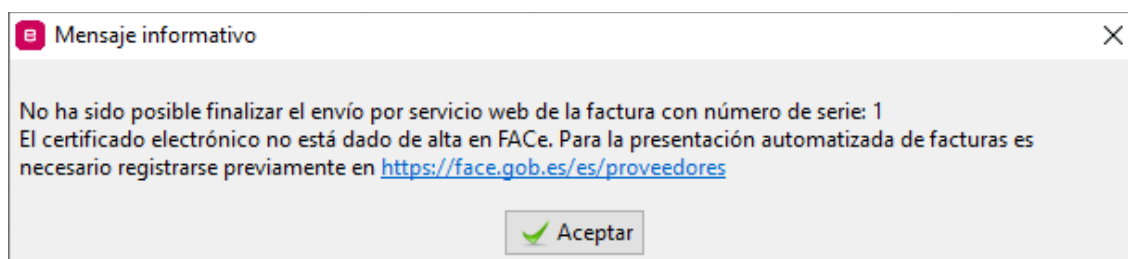 Mensaje informativo
No ha sido posible finalizar el envío por servicio web de la factura con número de serie: 1
El certificado electrónico no está dado de alta en FACe. Para la presentación automatizada de facturas es
necesario registrarse previamente en https://face.gob.es/es/proveedores
Aceptar